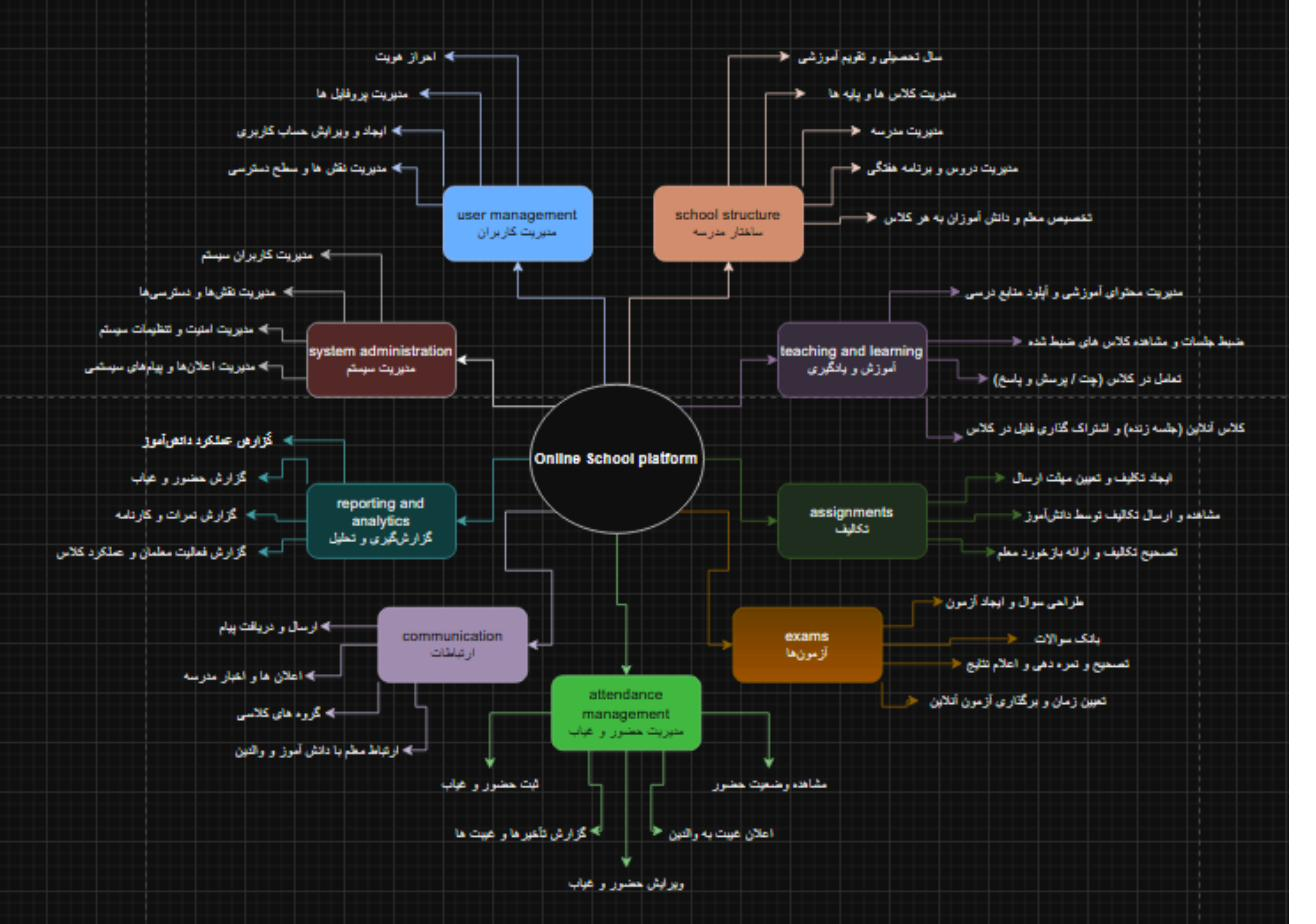 احراز هویت
مدیریت پروفایل ها
ایجاد و ویرایش حساب کاربری
مدیریت نقش ها و سطح دسترسی
user management
مدیریت کاربران
سال تحصیلی و تقویم آموزشی
مدیریت کلاس ها و پایه ها
مدیریت مدرسه
مدیریت دروس و برنامه هفتگی
تخصیص معلم و دانش آموزان به هر کلاس
school structure
ساختار مدرسه
مدیریت کاربران سیستم
مدیریت نقش‌ها و دسترسی‌ها
مدیریت امنیت و تنظیمات سیستم
مدیریت اعلان‌ها و پیام‌های سیستمی
system administration
مدیریت سیستم
مدیریت محتوای آموزشی و آپلود منابع درسی
ضبط جلسات و مشاهده کلاس های ضبط شده
تعامل در کلاس (چت / پرسش و پاسخ)
کلاس آنلاین (جلسه زنده) و اشتراک گذاری فایل در کلاس
teaching and learning
آموزش و یادگیری
Online School platform
گزارش عملکرد دانش‌آموز
گزارش حضور و غیاب
گزارش نمرات و کارنامه
گزارش فعالیت معلمان و عملکرد کلاس
reporting and
analytics
گزارش‌گیری و تحلیل
ایجاد تکالیف و تعیین مهلت ارسال
مشاهده و ارسال تکالیف توسط دانش‌آموز
تصحیح تکالیف و ارائه بازخورد معلم
assignments
تکالیف
ارسال و دریافت پیام
اعلان ها و اخبار مدرسه
گروه های کلاسی
ارتباط معلم با دانش آموز و والدین
communication
ارتباطات
طراحی سوال و ایجاد آزمون
بانک سوالات
تصحیح و نمره دهی و اعلام نتایج
تعیین زمان و برگذاری آزمون آنلاین
exams
آزمون‌ها
attendance
management
مدیریت حضور و غیاب
ثبت حضور و غیاب
مشاهده وضعیت حضور
گزارش تأخیرها و غیبت ها
اعلان غیبت به والدین
ویرایش حضور و غیاب